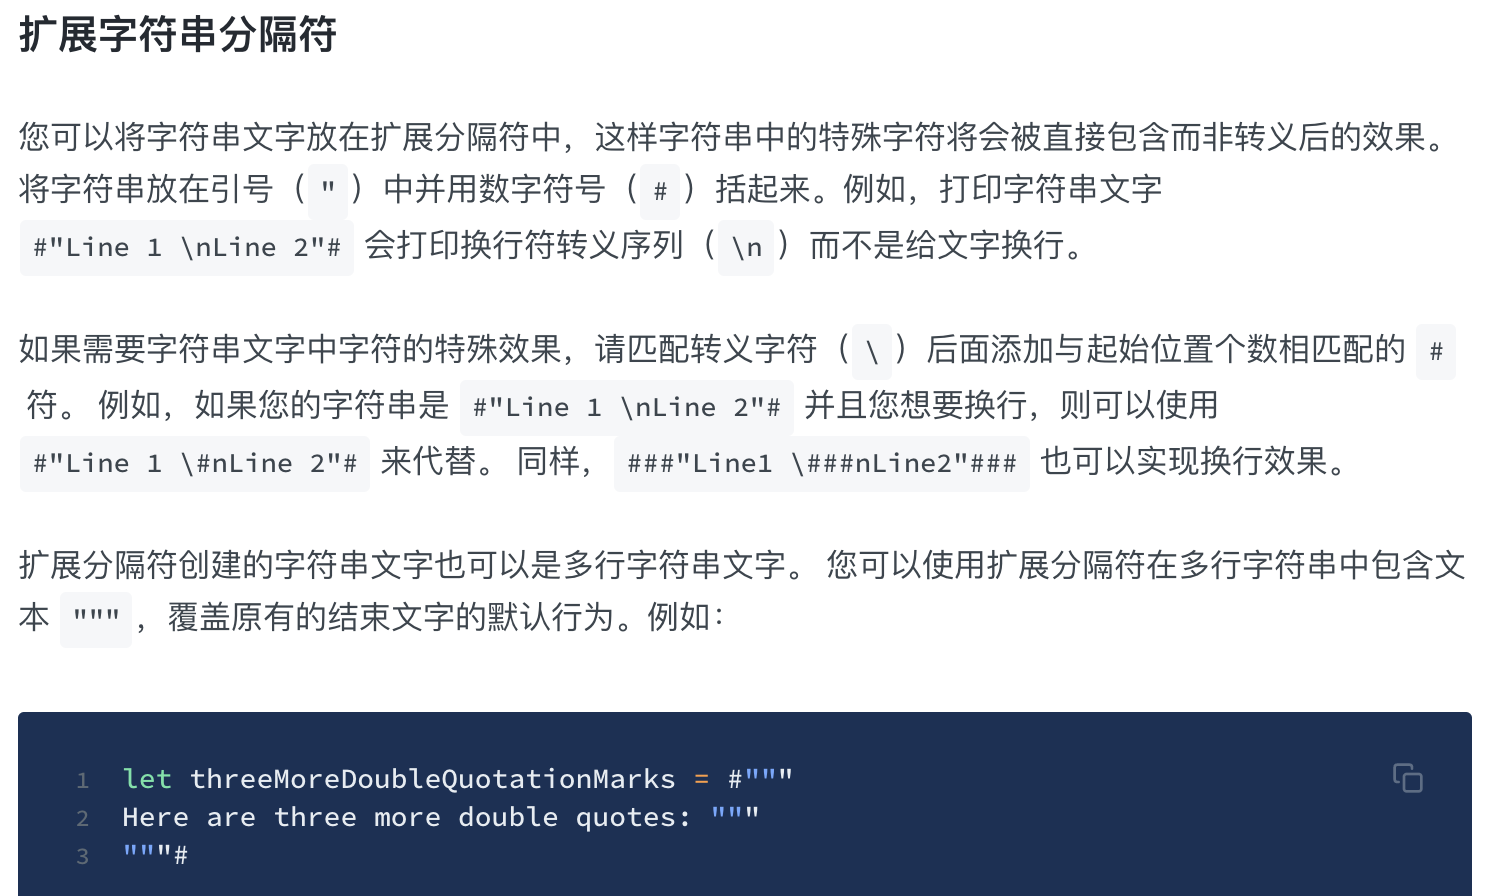 扩展字符串分隔符
您可以将字符串文字放在扩展分隔符中，这样字符串中的特殊字符将会被直接包含而非转义后的效果。
将字符串放在引号（"）中并用数字符号（#）括起来。例如，打印字符串文字
#"Line 1 \nLine 2"# 会打印换行符转义序列（\n）而不是给文字换行。
如果需要字符串文字中字符的特殊效果，请匹配转义字符（\）后面添加与起始位置个数相匹配的 #
符。 例如，如果您的字符串是 #"Line 1 \nLine 2"# 并且您想要换行，则可以使用
#"Line 1 \#nLine 2"# 来代替。 同样， ###"Line1 \###nLine2"### 也可以实现换行效果。
扩展分隔符创建的字符串文字也可以是多行字符串文字。 您可以使用扩展分隔符在多行字符串中包含文
本 """，覆盖原有的结束文字的默认行为。例如：
1 let threeMoreDoubleQuotationMarks = #"""
2 Here are three more double quotes: """
3 """#